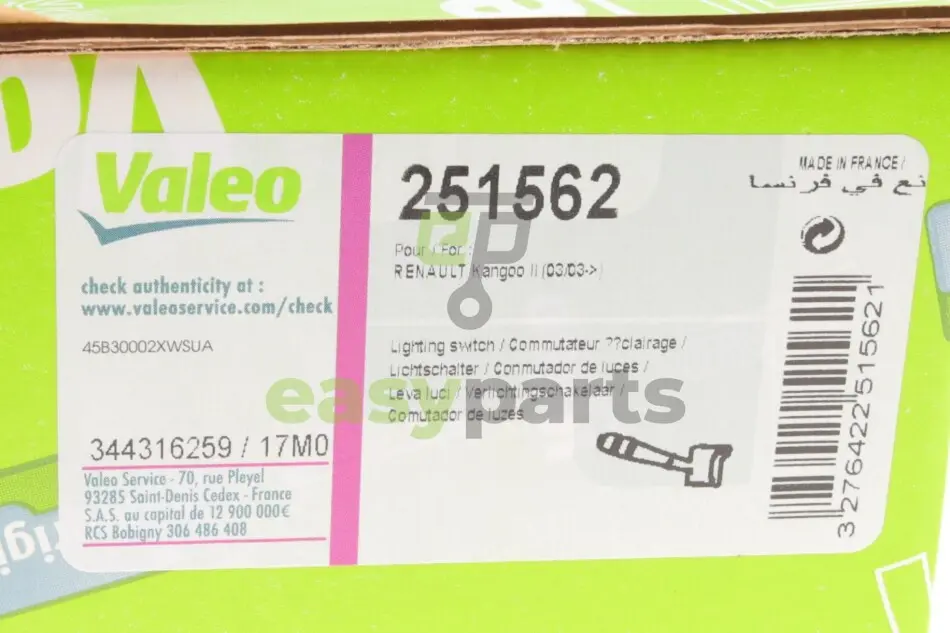 Valeo
check authenticity at :
www.valeoservice.com/check
45B30002XWSUA
344316259 / 17M0
Valeo Service - 70, rue Pleyel
93285 Saint-Denis Cedex - France
S.A.S. au capital de 12 900 000€
RCS Bobigny 306 486 408
251562
Pour / For :
RENAULT Kangoo II (03/03->)
Lighting switch / Commutateur ??clairage /
Lichtschalter / Conmutador de luces /
Leva luci / Verlichtingschakelaar /
Comutador de luzes
easyparts
MADE IN FRANCE /
نع في فرنسا
3276422515621